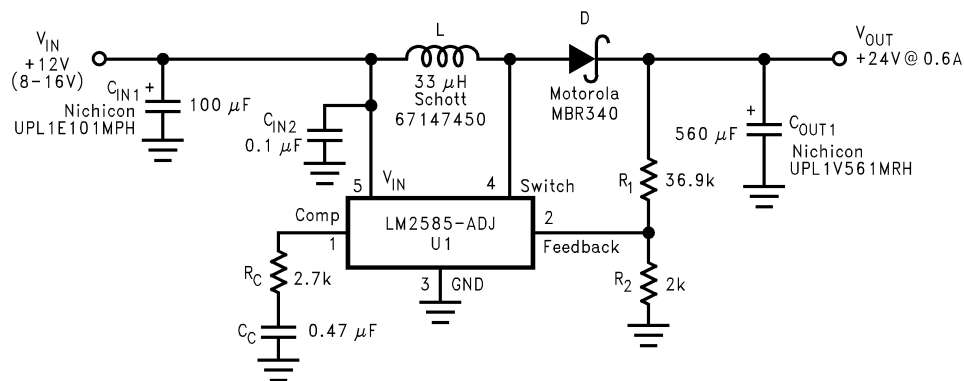 V_IN
+12V
(8-16V)
C_IN1 +
Nichicon
UPL1E101MPH
100 μF
C_IN2
0.1 μF
L
33 μH
Schott
67147450
D
Motorola
MBR340
V_OUT
+24V@0.6A
560 μF
+
C_OUT1
Nichicon
UPL1V561MRH
R_1
36.9k
5
V_IN
4
Switch
Comp
1
LM2585-ADJ
U1
2
Feedback
3
GND
R_C
2.7k
C_C
0.47 μF
R_2
2k